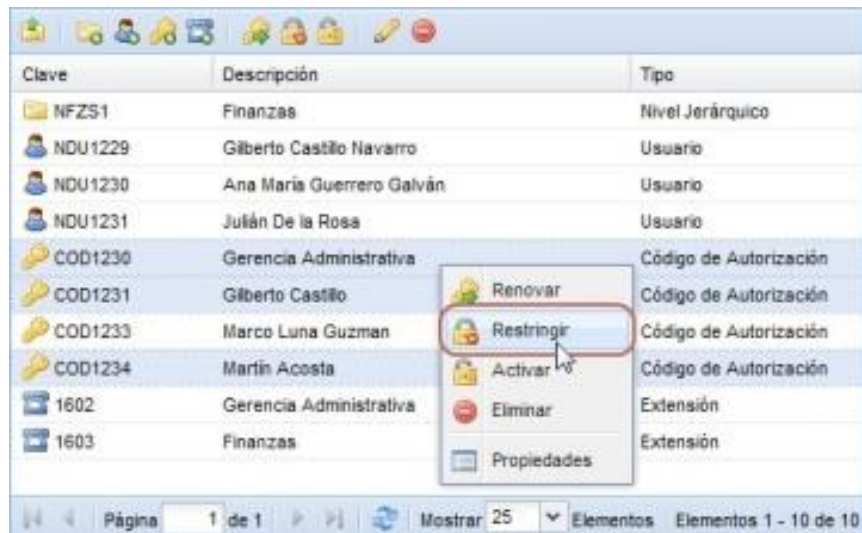 Clave Descripción Tipo
NFZS1 Finanzas Nivel Jerárquico
NDU1229 Gilberto Castillo Navarro Usuario
NDU1230 Ana María Guerrero Galván Usuario
NDU1231 Julián De la Rosa Usuario
COD1230 Gerencia Administrativa Código de Autorización
COD1231 Gilberto Castillo Renovar Código de Autorización
COD1233 Marco Luna Guzman Restringir Código de Autorización
COD1234 Martín Acosta Activar Código de Autorización
1602 Gerencia Administrativa Eliminar Extensión
1603 Finanzas Extensión
Propiedades
Página 1 de 1 Mostrar 25 Elementos Elementos 1 - 10 de 10